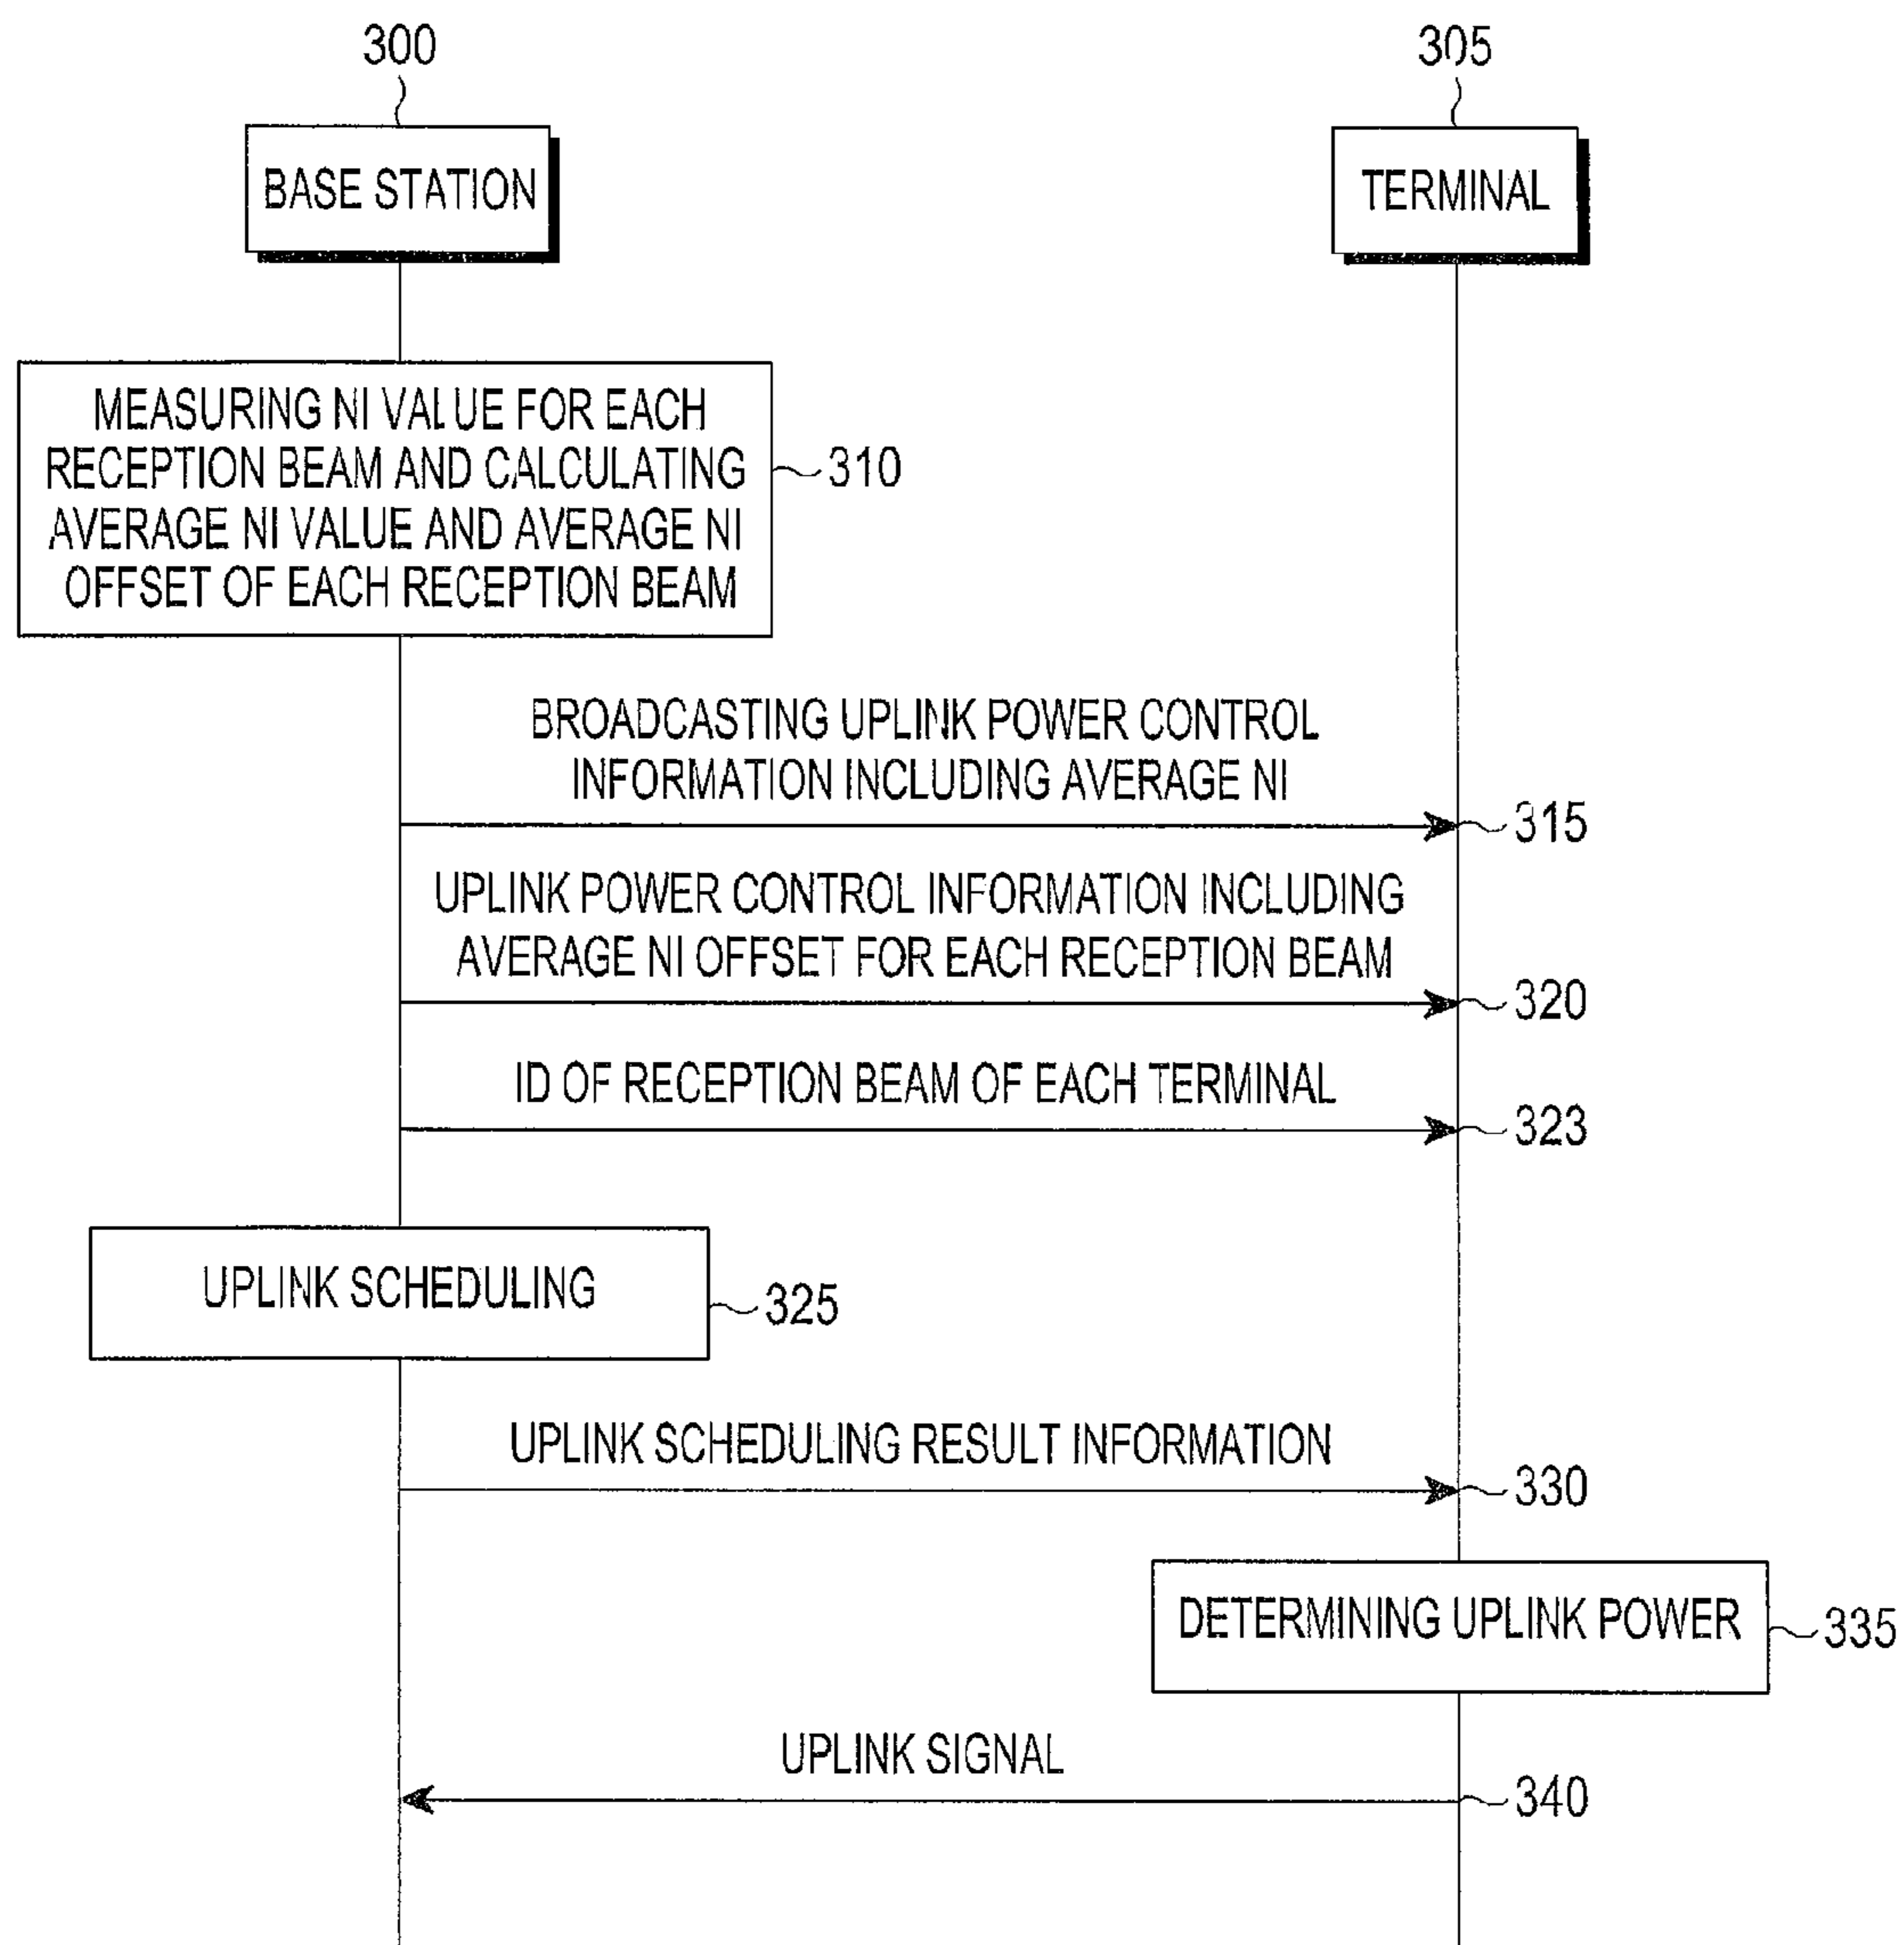 300
305
BASE STATION
TERMINAL
MEASURING NI VALUE FOR EACH
RECEPTION BEAM AND CALCULATING
AVERAGE NI VALUE AND AVERAGE NI
OFFSET OF EACH RECEPTION BEAM
310
BROADCASTING UPLINK POWER CONTROL
INFORMATION INCLUDING AVERAGE NI
315
UPLINK POWER CONTROL INFORMATION INCLUDING
AVERAGE NI OFFSET FOR EACH RECEPTION BEAM
320
ID OF RECEPTION BEAM OF EACH TERMINAL
323
UPLINK SCHEDULING
325
UPLINK SCHEDULING RESULT INFORMATION
330
DETERMINING UPLINK POWER
335
UPLINK SIGNAL
340